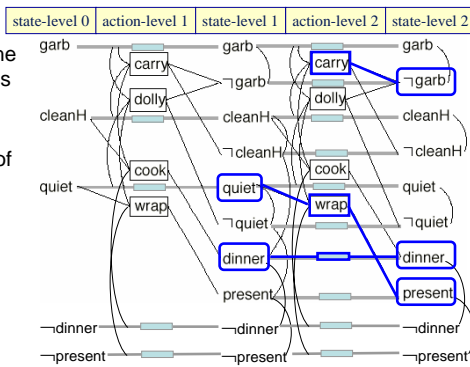 state-level 0 action-level 1 state-level 1 action-level 2 state-level 2
garb garb garb
ne carry carry
s ¬garb ¬garb
dolly dolly
cleanH cleanH cleanH
of ¬cleanH ¬cleanH
cook cook
quiet quiet quiet
wrap wrap
¬quiet ¬quiet
dinner dinner
present present
¬dinner ¬dinner ¬dinner
¬present ¬present ¬present